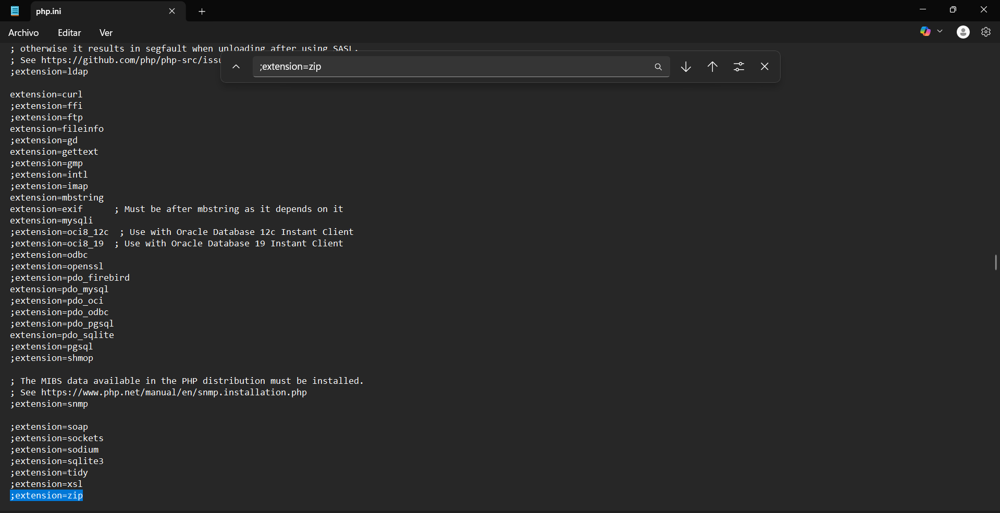 php.ini
Archivo Editar Ver
; otherwise it results in segfault when unloading after using SASL.
; See https://github.com/php/php-src/issu
;extension=zip
;extension=ldap
extension=curl
;extension=ffi
;extension=ftp
extension=fileinfo
;extension=gd
extension=gettext
;extension=gmp
;extension=intl
;extension=imap
extension=mbstring
extension=exif      ; Must be after mbstring as it depends on it
extension=mysqli
;extension=oci8_12c  ; Use with Oracle Database 12c Instant Client
;extension=oci8_19  ; Use with Oracle Database 19 Instant Client
;extension=odbc
;extension=openssl
;extension=pdo_firebird
extension=pdo_mysql
;extension=pdo_oci
;extension=pdo_odbc
;extension=pdo_pgsql
extension=pdo_sqlite
;extension=pgsql
;extension=shmop
; The MIBS data available in the PHP distribution must be installed.
; See https://www.php.net/manual/en/snmp.installation.php
;extension=snmp
;extension=soap
;extension=sockets
;extension=sodium
;extension=sqlite3
;extension=tidy
;extension=xsl
;extension=zip